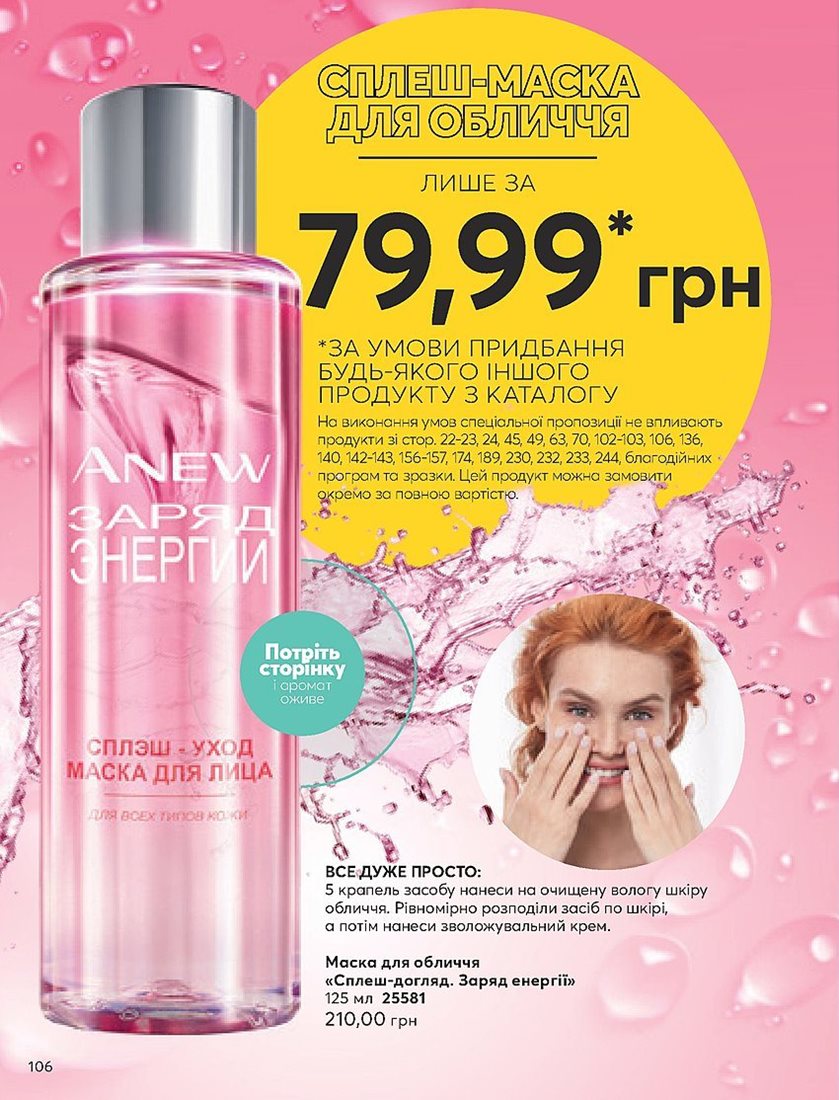 СПЛЕШ-МАСКА
ДЛЯ ОБЛИЧЧЯ
ЛИШЕ ЗА
79,99* грн
*ЗА УМОВИ ПРИДБАННЯ
БУДЬ-ЯКОГО ІНШОГО
ПРОДУКТУ З КАТАЛОГУ
На виконання умов спеціальної пропозиції не впливають
продукти зі стор. 22-23, 24, 45, 49, 63, 70, 102-103, 106, 136,
140, 142-143, 156-157, 174, 189, 230, 232, 233, 244, благодійних
програм та зразки. Цей продукт можна замовити
окремо за повною вартістю.
ANEW
ЗАРЯД
ЭНЕРГИИ
СПЛЭШ - УХОД
МАСКА ДЛЯ ЛИЦА
ДЛЯ ВСЕХ ТИПОВ КОЖИ
Потріть
сторінку
і аромат
оживе
ВСЕ ДУЖЕ ПРОСТО:
5 крапель засобу нанеси на очищену вологу шкіру
обличчя. Рівномірно розподіли засіб по шкірі,
а потім нанеси зволожувальний крем.
Маска для обличчя
«Сплеш-догляд. Заряд енергії»
125 мл 25581
210,00 грн
106